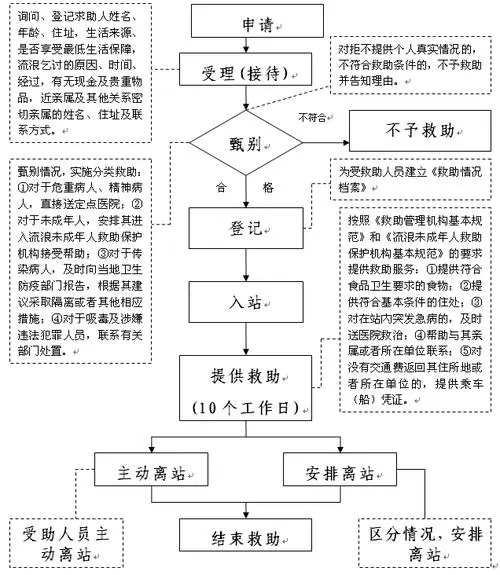 申请
受理(接待)
询问、登记求助人姓名、
年龄、住址，生活来源、
是否享受最低生活保障，
流浪乞讨的原因、时间、
经过，有无现金及贵重物
品，近亲属及其他关系密
切亲属的姓名、住址及联
系方式。
对拒不提供个人真实情况的，
不符合救助条件的，不予救助
并告知理由。
甄别
不符合
不予救助
合 格
甄别情况，实施分类救助：
①对于危重病人、精神病
人，直接送定点医院；②
对于未成年人，安排其进
入流浪未成年人救助保护
机构接受帮助；③对于传
染病人，及时向当地卫生
防疫部门报告，根据其建
议采取隔离或者其他相应
措施；④对于吸毒及涉嫌
违法犯罪人员，联系有关
部门处置。
为受救助人员建立《救助情况
档案》
登记
入站
按照《救助管理机构基本规
范》和《流浪未成年人救助
保护机构基本规范》的要求
提供救助服务：①提供符合
食品卫生要求的食物；②提
供符合基本条件的住处；③
对在站内突发急病的，及时
送医院救治；④帮助与其亲
属或者所在单位联系；⑤对
没有交通费返回其住所地或
者所在单位的，提供乘车
（船）凭证。
提供救助
(10个工作日)
主动离站
安排离站
受助人员主
动离站
结束救助
区分情况，安排
离站